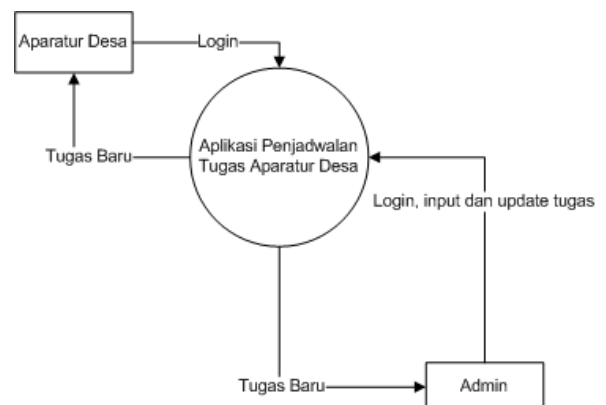 Aparatur Desa
Login
Aplikasi Penjadwalan
Tugas Aparatur Desa
Tugas Baru
Login, input dan update tugas
Tugas Baru
Admin